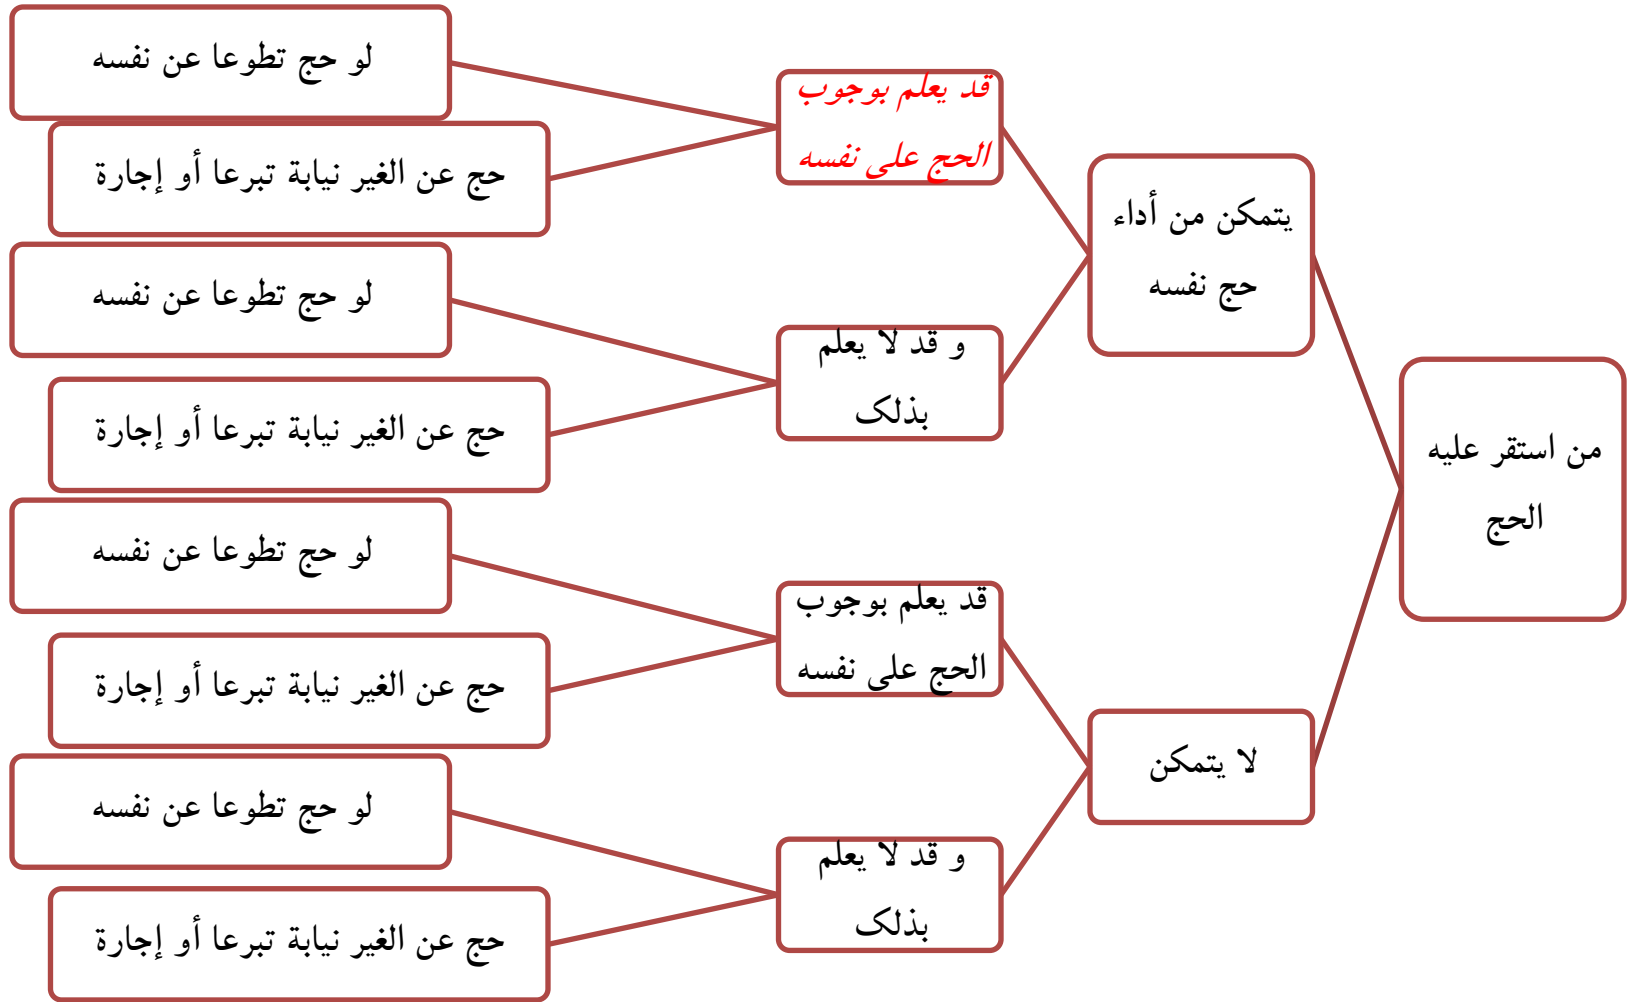 من استقر عليه
الحج
يتمكن من أداء
حج نفسه
قد يعلم بوجوب
الحج على نفسه
لو حج تطوعا عن نفسه
حج عن الغير نيابة تبرعا أو إجارة
و قد لا يعلم
بذلک
لو حج تطوعا عن نفسه
حج عن الغير نيابة تبرعا أو إجارة
لا يتمكن
قد يعلم بوجوب
الحج على نفسه
لو حج تطوعا عن نفسه
حج عن الغير نيابة تبرعا أو إجارة
و قد لا يعلم
بذلک
لو حج تطوعا عن نفسه
حج عن الغير نيابة تبرعا أو إجارة